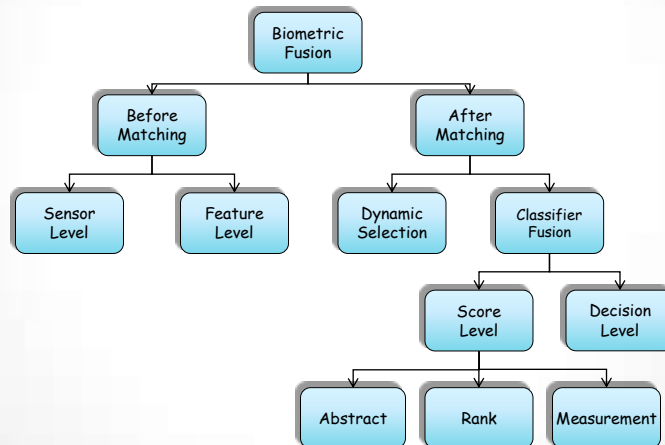 Biometric
Fusion
Before
Matching
After
Matching
Sensor
Level
Feature
Level
Dynamic
Selection
Classifier
Fusion
Score
Level
Decision
Level
Abstract
Rank
Measurement